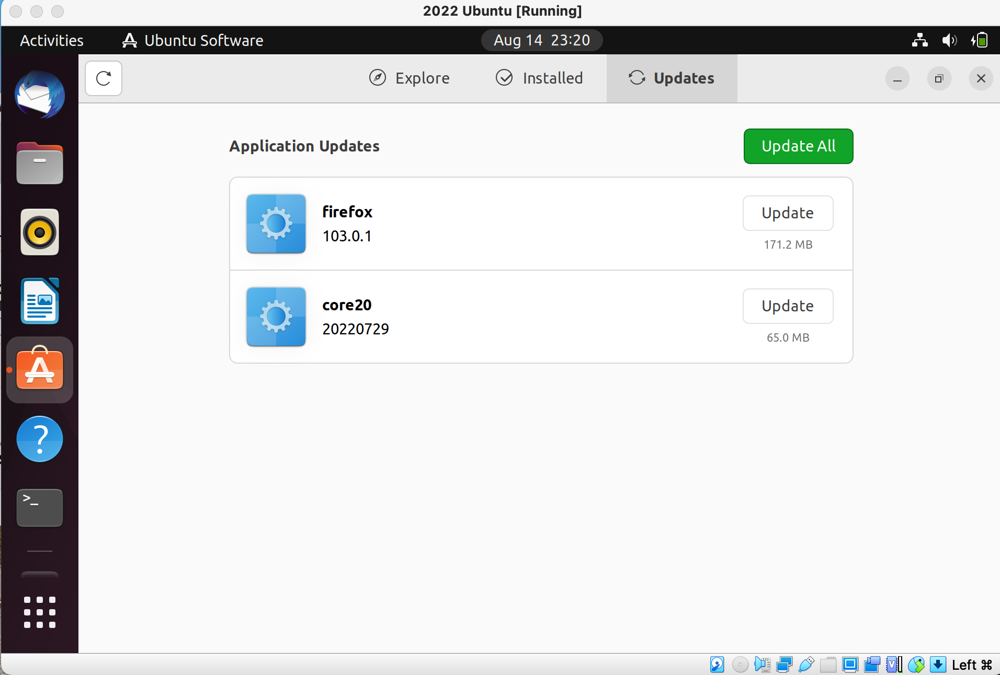 2022 Ubuntu [Running]
Activities Ubuntu Software Aug 14 23:20
Explore Installed Updates
Application Updates Update All
firefox Update
103.0.1 171.2 MB
core20 Update
20220729 65.0 MB
>_
Left ⌘